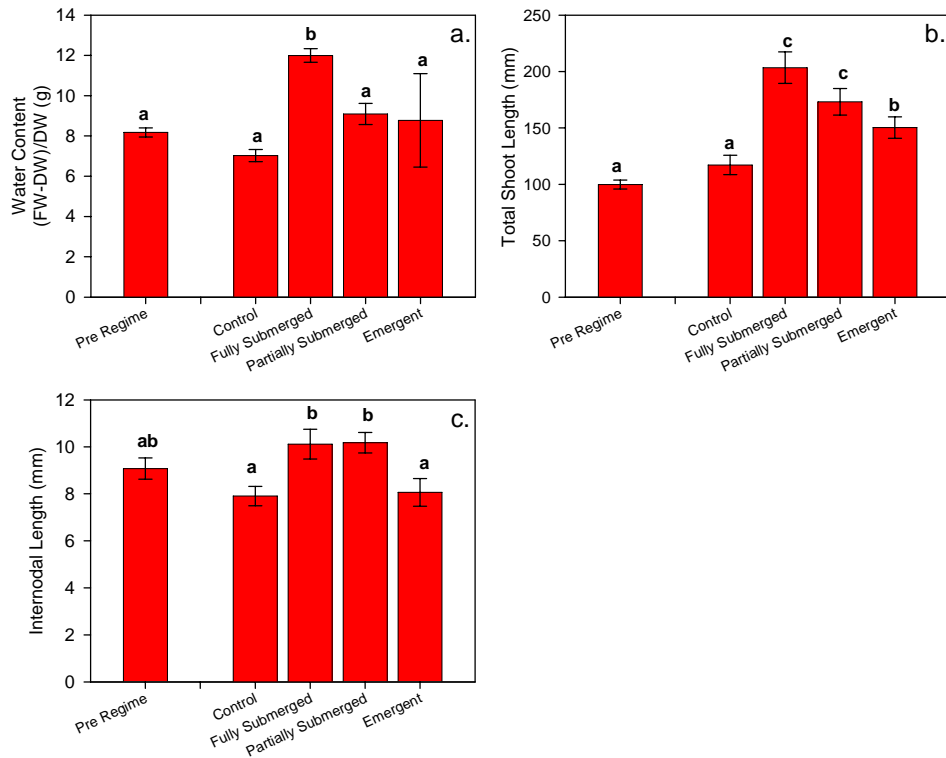 a.
Water Content
(FW-DW)/DW (g)
14
12
10
8
6
4
2
0
a
a
b
a
a
Pre Regime
Control
Fully Submerged
Partially Submerged
Emergent
b.
Total Shoot Length (mm)
250
200
150
100
50
0
a
a
c
c
b
Pre Regime
Control
Fully Submerged
Partially Submerged
Emergent
c.
Internodal Length (mm)
12
10
8
6
4
2
0
ab
a
b
b
a
Pre Regime
Control
Fully Submerged
Partially Submerged
Emergent